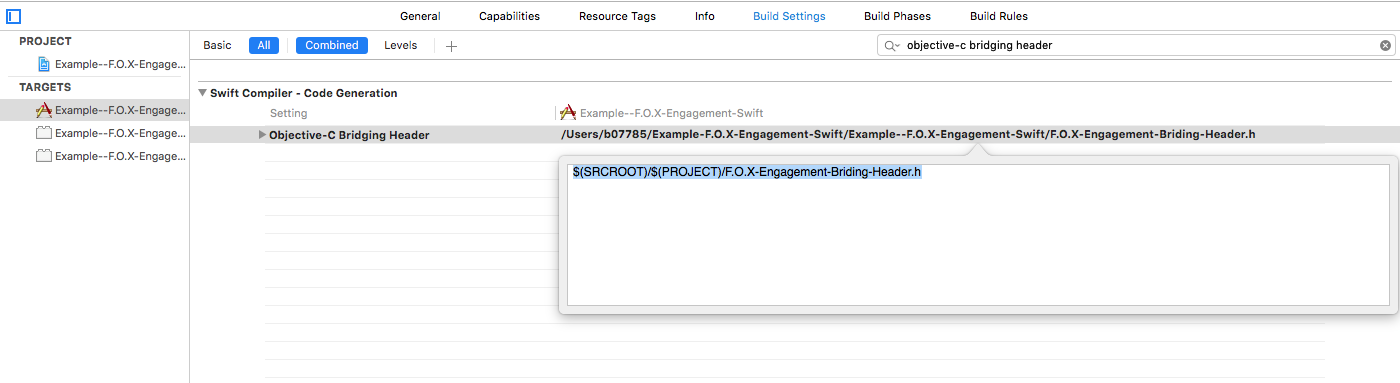 General Capabilities Resource Tags Info Build Settings Build Phases Build Rules
PROJECT
Example--F.O.X-Engage...
TARGETS
Example--F.O.X-Engage...
Example--F.O.X-Engage...
Example--F.O.X-Engage...
Basic All Combined Levels
objective-c bridging header
Swift Compiler - Code Generation
Setting Example--F.O.X-Engagement-Swift
Objective-C Bridging Header /Users/b07785/Example-F.O.X-Engagement-Swift/Example--F.O.X-Engagement-Swift/F.O.X-Engagement-Briding-Header.h
$(SRCROOT)/$(PROJECT)/F.O.X-Engagement-Briding-Header.h